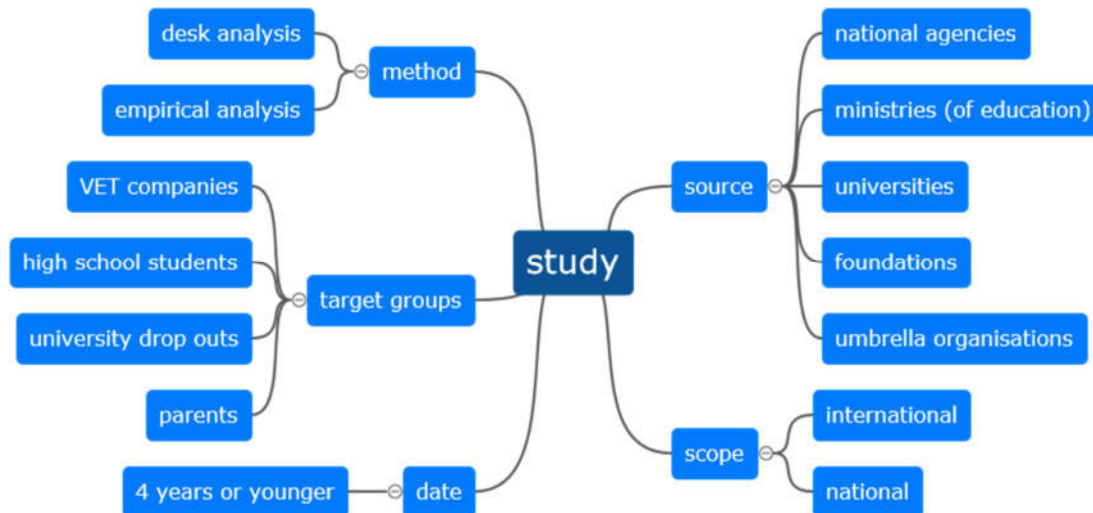 desk analysis
empirical analysis
method
VET companies
high school students
university drop outs
parents
target groups
4 years or younger
date
study
source
national agencies
ministries (of education)
universities
foundations
umbrella organisations
scope
international
national